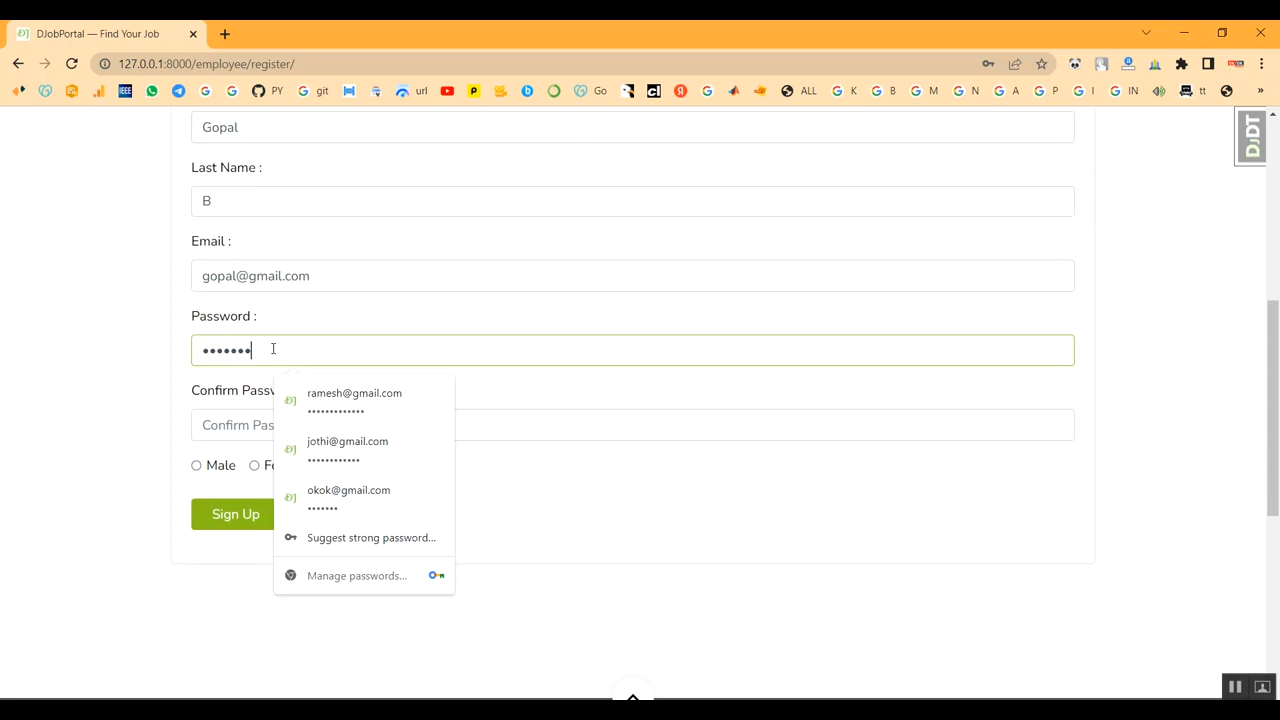 DJobPortal — Find Your Job
127.0.0.1:8000/employee/register/
PY
git
url
Go
ALL
K
B
M
N
A
P
I
IN
tt
»
DJDT
Gopal
Last Name :
B
Email :
gopal@gmail.com
Password :
•••••••
ramesh@gmail.com
•••••••••••••
Confirm Passw
Confirm Pas
jothi@gmail.com
••••••••••••
Male
Fe
okok@gmail.com
•••••••
Sign Up
Suggest strong password...
Manage passwords...